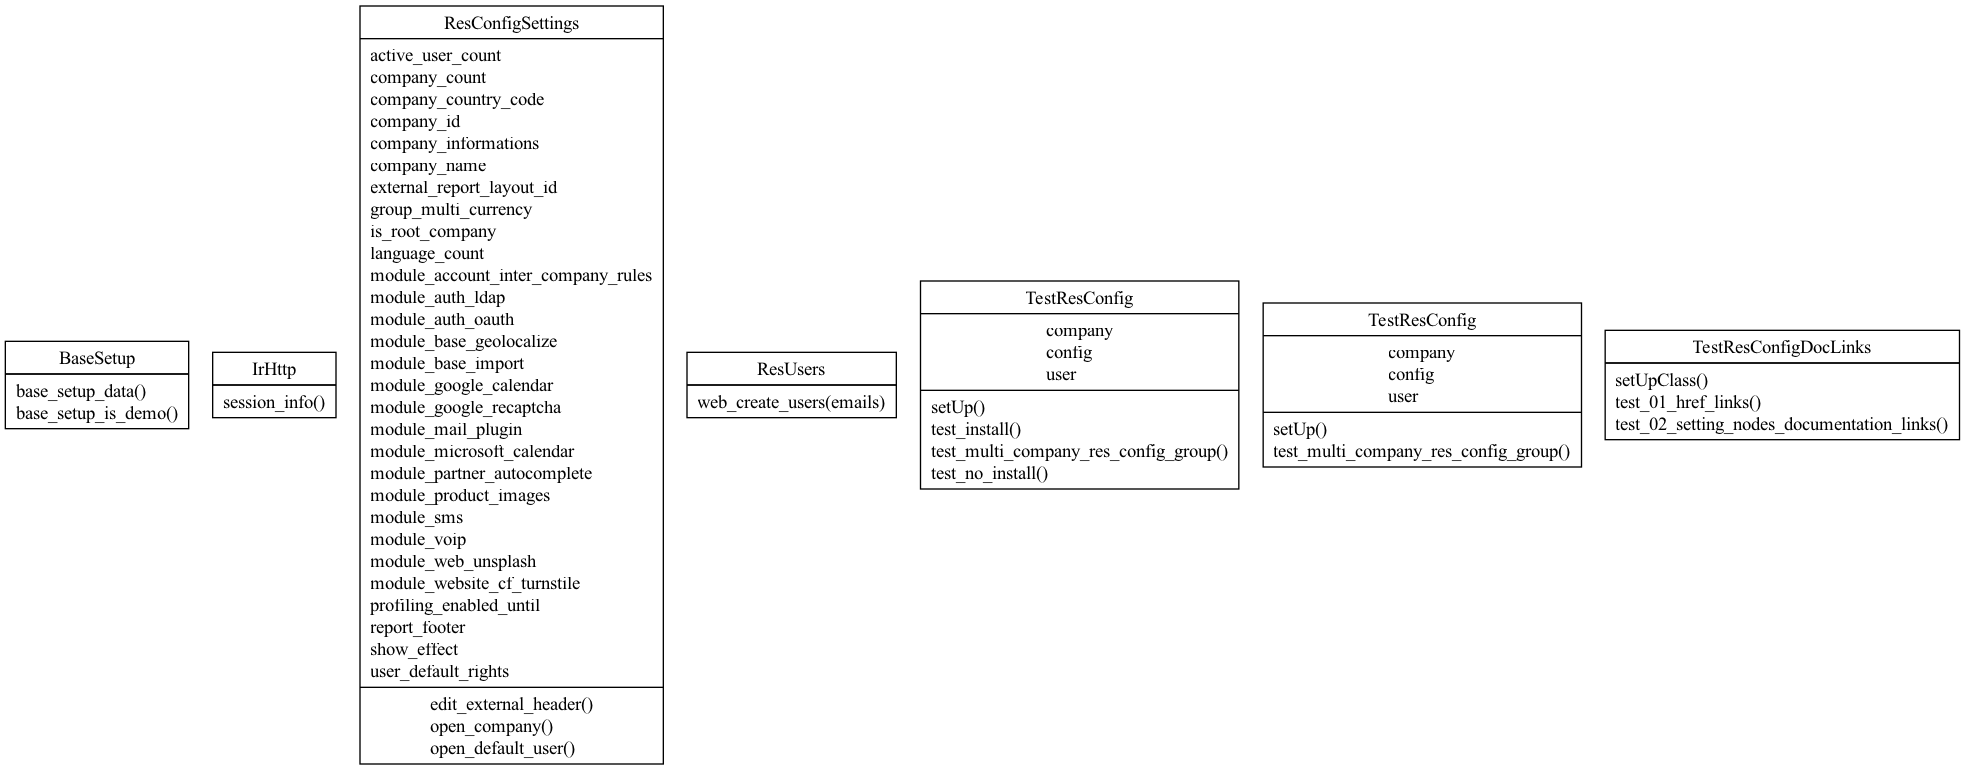 BaseSetup
base_setup_data()
base_setup_is_demo()
IrHttp
session_info()
ResConfigSettings
active_user_count
company_count
company_country_code
company_id
company_informations
company_name
external_report_layout_id
group_multi_currency
is_root_company
language_count
module_account_inter_company_rules
module_auth_ldap
module_auth_oauth
module_base_geolocalize
module_base_import
module_google_calendar
module_google_recaptcha
module_mail_plugin
module_microsoft_calendar
module_partner_autocomplete
module_product_images
module_sms
module_voip
module_web_unsplash
module_website_cf_turnstile
profiling_enabled_until
report_footer
show_effect
user_default_rights
edit_external_header()
open_company()
open_default_user()
ResUsers
web_create_users(emails)
TestResConfig
company
config
user
setUp()
test_install()
test_multi_company_res_config_group()
test_no_install()
TestResConfig
company
config
user
setUp()
test_multi_company_res_config_group()
TestResConfigDocLinks
setUpClass()
test_01_href_links()
test_02_setting_nodes_documentation_links()